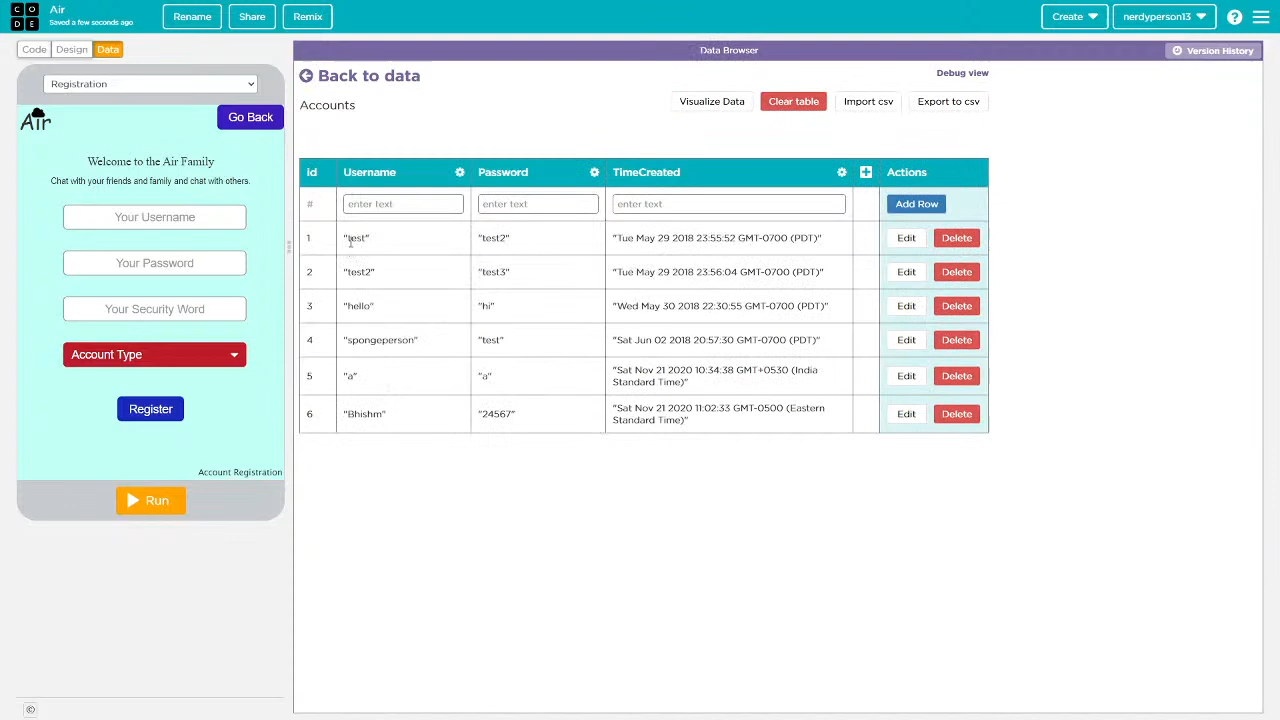 CODE
Air
Saved a few seconds ago
Rename
Share
Remix
Create
nerdyperson13
?
Code
Design
Data
Data Browser
Version History
Registration
Air
Go Back
Welcome to the Air Family
Chat with your friends and family and chat with others.
Your Username
Your Password
Your Security Word
Account Type
Register
Account Registration
Run
©
Back to data
Debug view
Accounts
Visualize Data
Clear table
Import csv
Export to csv
id Username Password TimeCreated Actions
# enter text enter text enter text Add Row
1 "test" "test2" "Tue May 29 2018 23:55:52 GMT-0700 (PDT)" Edit Delete
2 "test2" "test3" "Tue May 29 2018 23:56:04 GMT-0700 (PDT)" Edit Delete
3 "hello" "hi" "Wed May 30 2018 22:30:55 GMT-0700 (PDT)" Edit Delete
4 "spongeperson" "test" "Sat Jun 02 2018 20:57:30 GMT-0700 (PDT)" Edit Delete
5 "a" "a" "Sat Nov 21 2020 10:34:38 GMT+0530 (India
Standard Time)" Edit Delete
6 "Bhishm" "24567" "Sat Nov 21 2020 11:02:33 GMT-0500 (Eastern
Standard Time)" Edit Delete